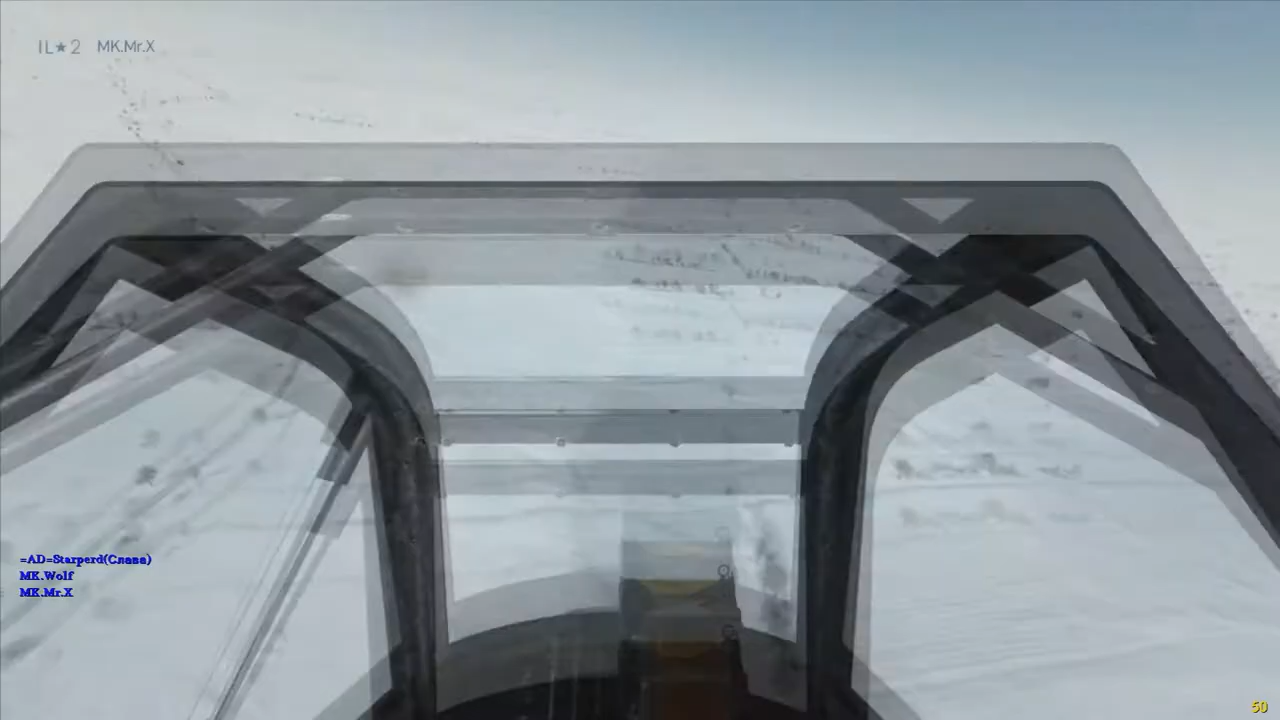 IL★2 MK.Mr.X
=AD=Starperd(Слава)
MK.Wolf
MK.Mr.X
50